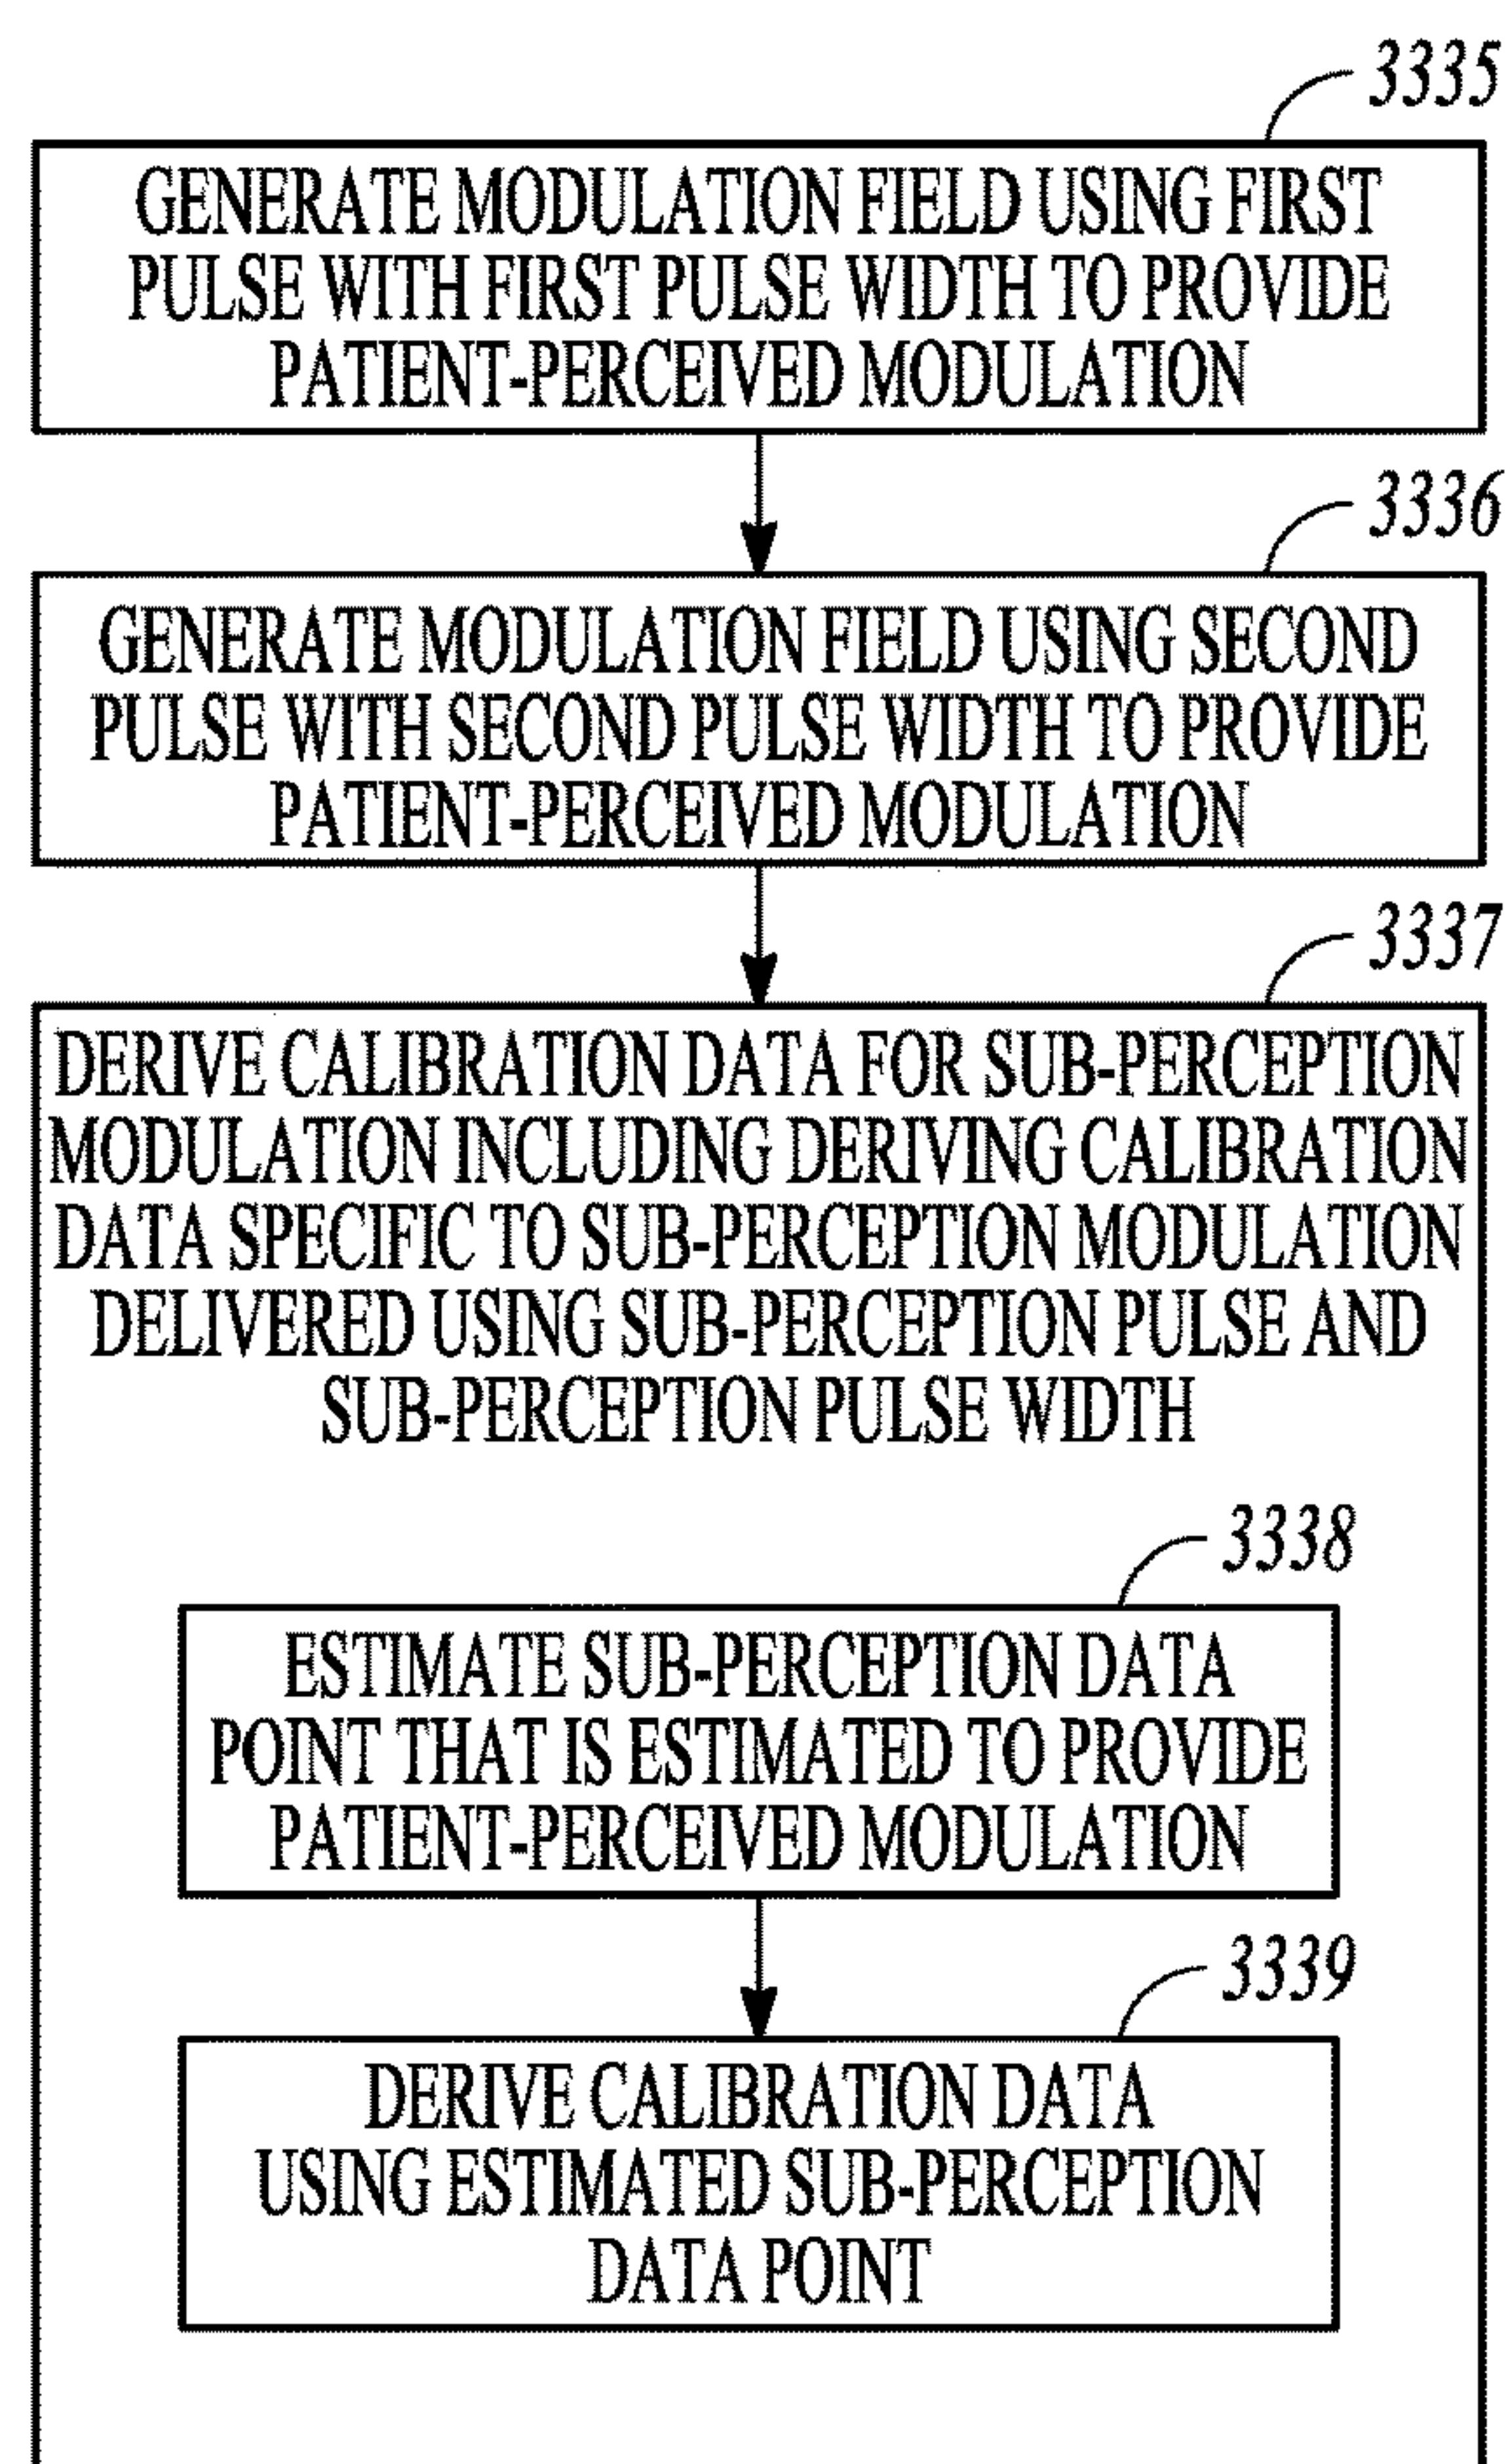 3335
GENERATE MODULATION FIELD USING FIRST
PULSE WITH FIRST PULSE WIDTH TO PROVIDE
PATIENT-PERCEIVED MODULATION
3336
GENERATE MODULATION FIELD USING SECOND
PULSE WITH SECOND PULSE WIDTH TO PROVIDE
PATIENT-PERCEIVED MODULATION
3337
DERIVE CALIBRATION DATA FOR SUB-PERCEPTION
MODULATION INCLUDING DERIVING CALIBRATION
DATA SPECIFIC TO SUB-PERCEPTION MODULATION
DELIVERED USING SUB-PERCEPTION PULSE AND
SUB-PERCEPTION PULSE WIDTH
3338
ESTIMATE SUB-PERCEPTION DATA
POINT THAT IS ESTIMATED TO PROVIDE
PATIENT-PERCEIVED MODULATION
3339
DERIVE CALIBRATION DATA
USING ESTIMATED SUB-PERCEPTION
DATA POINT